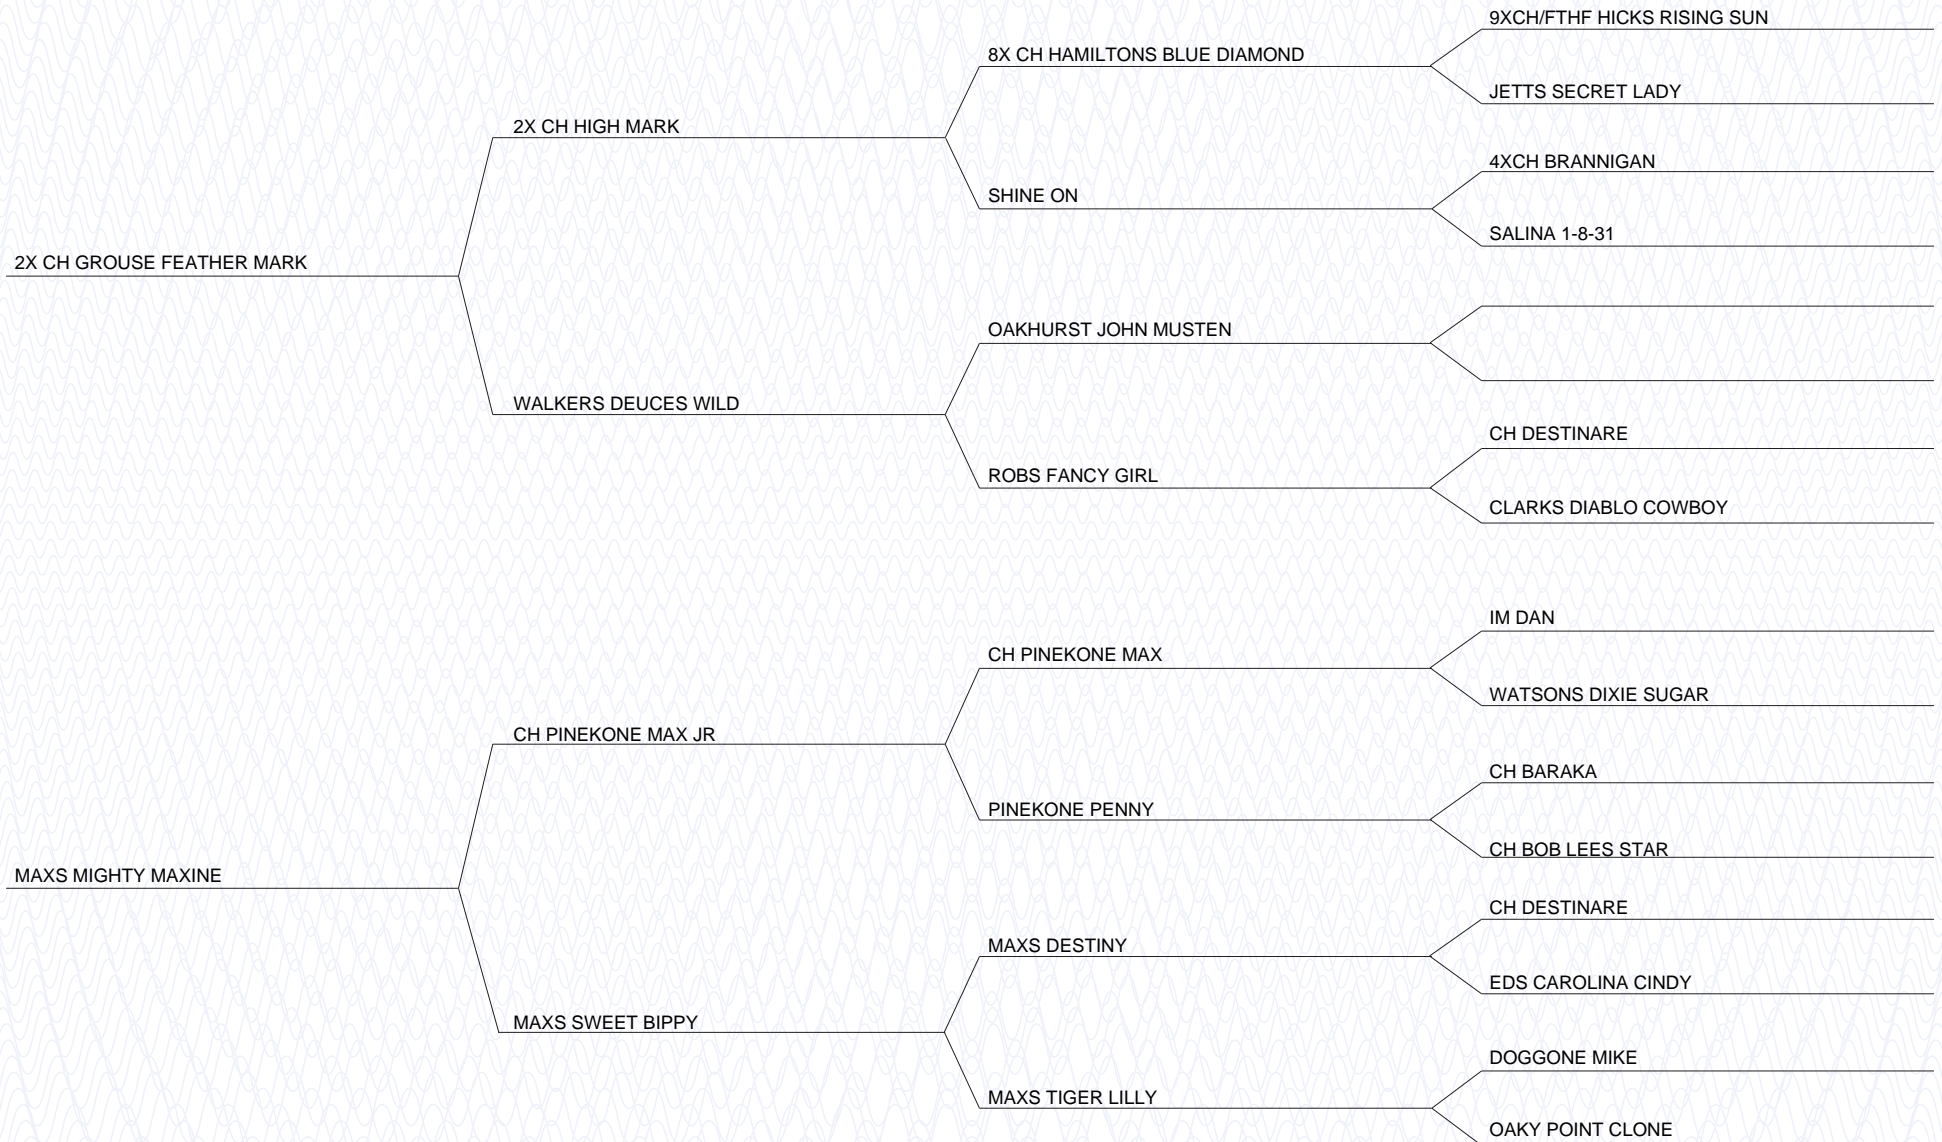 9XCH/FTHF HICKS RISING SUN
8X CH HAMILTONS BLUE DIAMOND
JETTS SECRET LADY
2X CH HIGH MARK
4XCH BRANNIGAN
SHINE ON
SALINA 1-8-31
2X CH GROUSE FEATHER MARK
OAKHURST JOHN MUSTEN
WALKERS DEUCES WILD
CH DESTINARE
ROBS FANCY GIRL
CLARKS DIABLO COWBOY
IM DAN
CH PINEKONE MAX
WATSONS DIXIE SUGAR
CH PINEKONE MAX JR
CH BARAKA
PINEKONE PENNY
CH BOB LEES STAR
MAXS MIGHTY MAXINE
CH DESTINARE
MAXS DESTINY
EDS CAROLINA CINDY
MAXS SWEET BIPPY
DOGGONE MIKE
MAXS TIGER LILLY
OAKY POINT CLONE